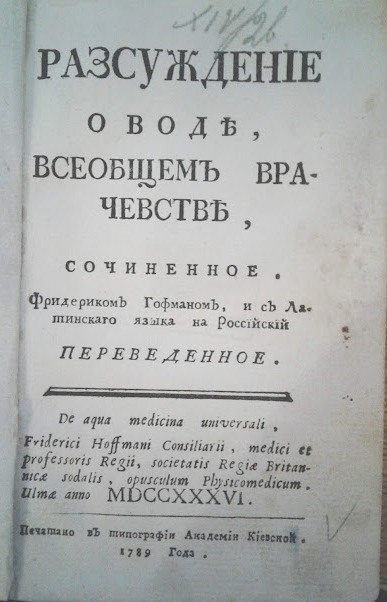 XIV/26
РАЗСУЖДЕНІЕ
О ВОДѢ,
ВСЕОБЩЕМЪ ВРА-
ЧЕВСТВѢ,
СОЧИНЕННОЕ.
Фридерикомъ Гофманомъ, и съ Ла-
тинскаго языка на Россійскій
ПЕРЕВЕДЕННОЕ.
De aqua medicina universali,
Friderici Hoffmani Consiliarii, medici et
professoris Regii, societatis Regiæ Britan-
nicæ sodalis, opusculum Physicomedicum.
Ulmæ anno MDCCXXXVI.
Печатано въ типографіи Академіи Кіевской.
1789 Года.